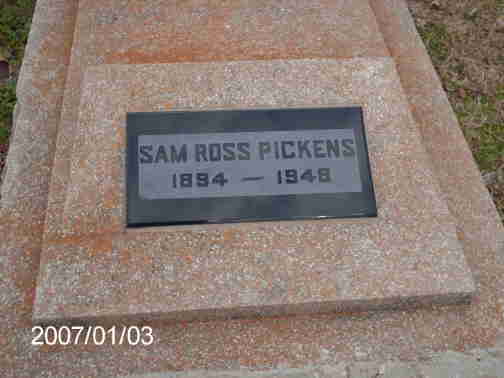 SAM ROSS PICKENS
1894 — 1948
2007/01/03